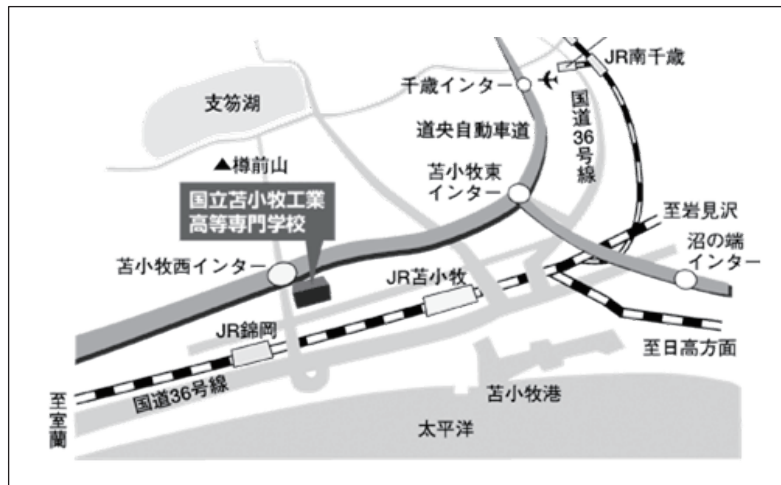 JR南千歳
千歳インター
国道36号線
支笏湖
道央自動車道
▲樽前山
苫小牧東
インター
国立苫小牧工業
高等専門学校
至岩見沢
沼の端
インター
苫小牧西インター
JR苫小牧
JR錦岡
至日高方面
国道36号線
苫小牧港
至室蘭
太平洋